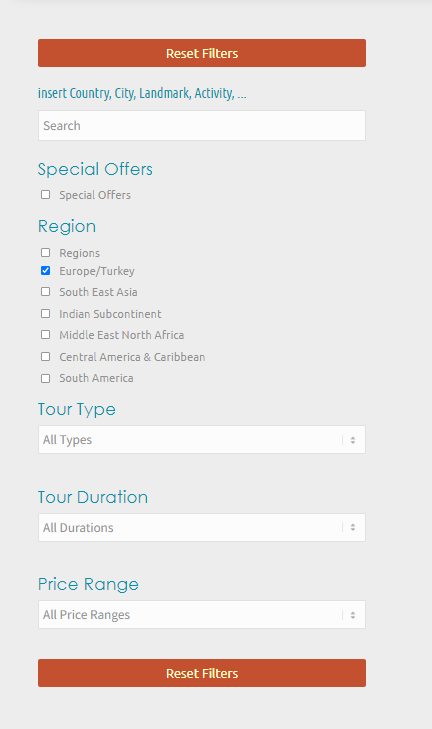 Reset Filters
insert Country, City, Landmark, Activity, ...
Search
Special Offers
Special Offers
Region
Regions
Europe/Turkey
South East Asia
Indian Subcontinent
Middle East North Africa
Central America & Caribbean
South America
Tour Type
All Types
Tour Duration
All Durations
Price Range
All Price Ranges
Reset Filters